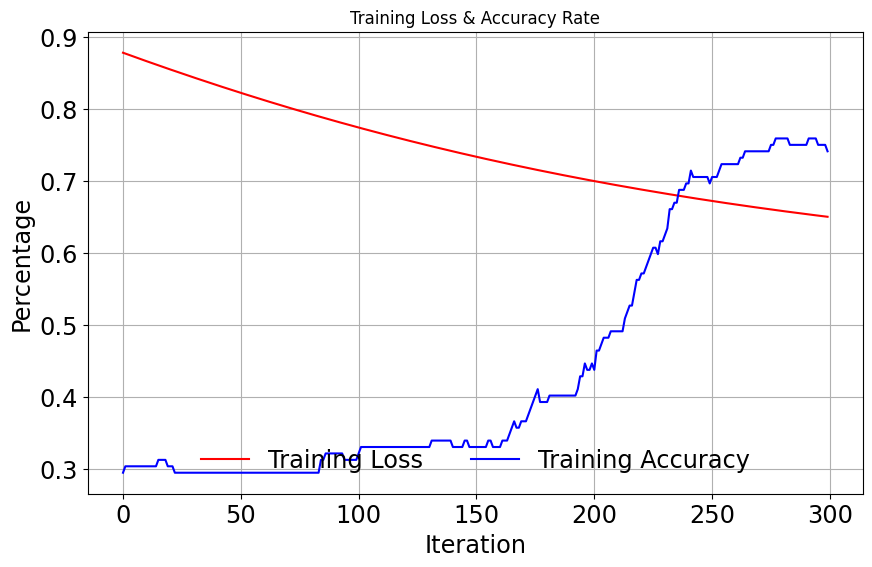 Training Loss & Accuracy Rate
Percentage
0.9
0.8
0.7
0.6
0.5
0.4
0.3
Training Loss Training Accuracy
0 50 100 150 200 250 300
Iteration